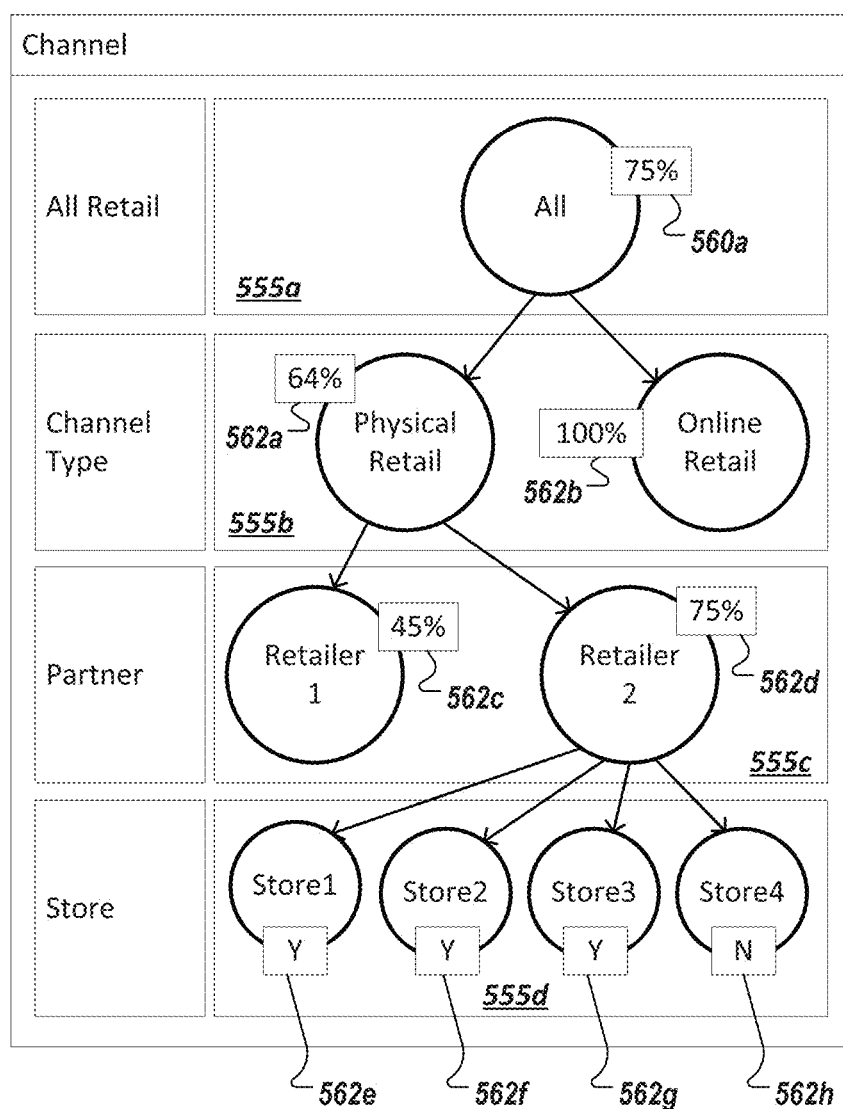 Channel
All Retail
All
75%
560a
555a
Channel
Type
64%
562a
Physical
Retail
100%
562b
Online
Retail
555b
Partner
Retailer
1
45%
562c
Retailer
2
75%
562d
555c
Store
Store1
Store2
Store3
Store4
Y
Y
Y
N
555d
562e
562f
562g
562h